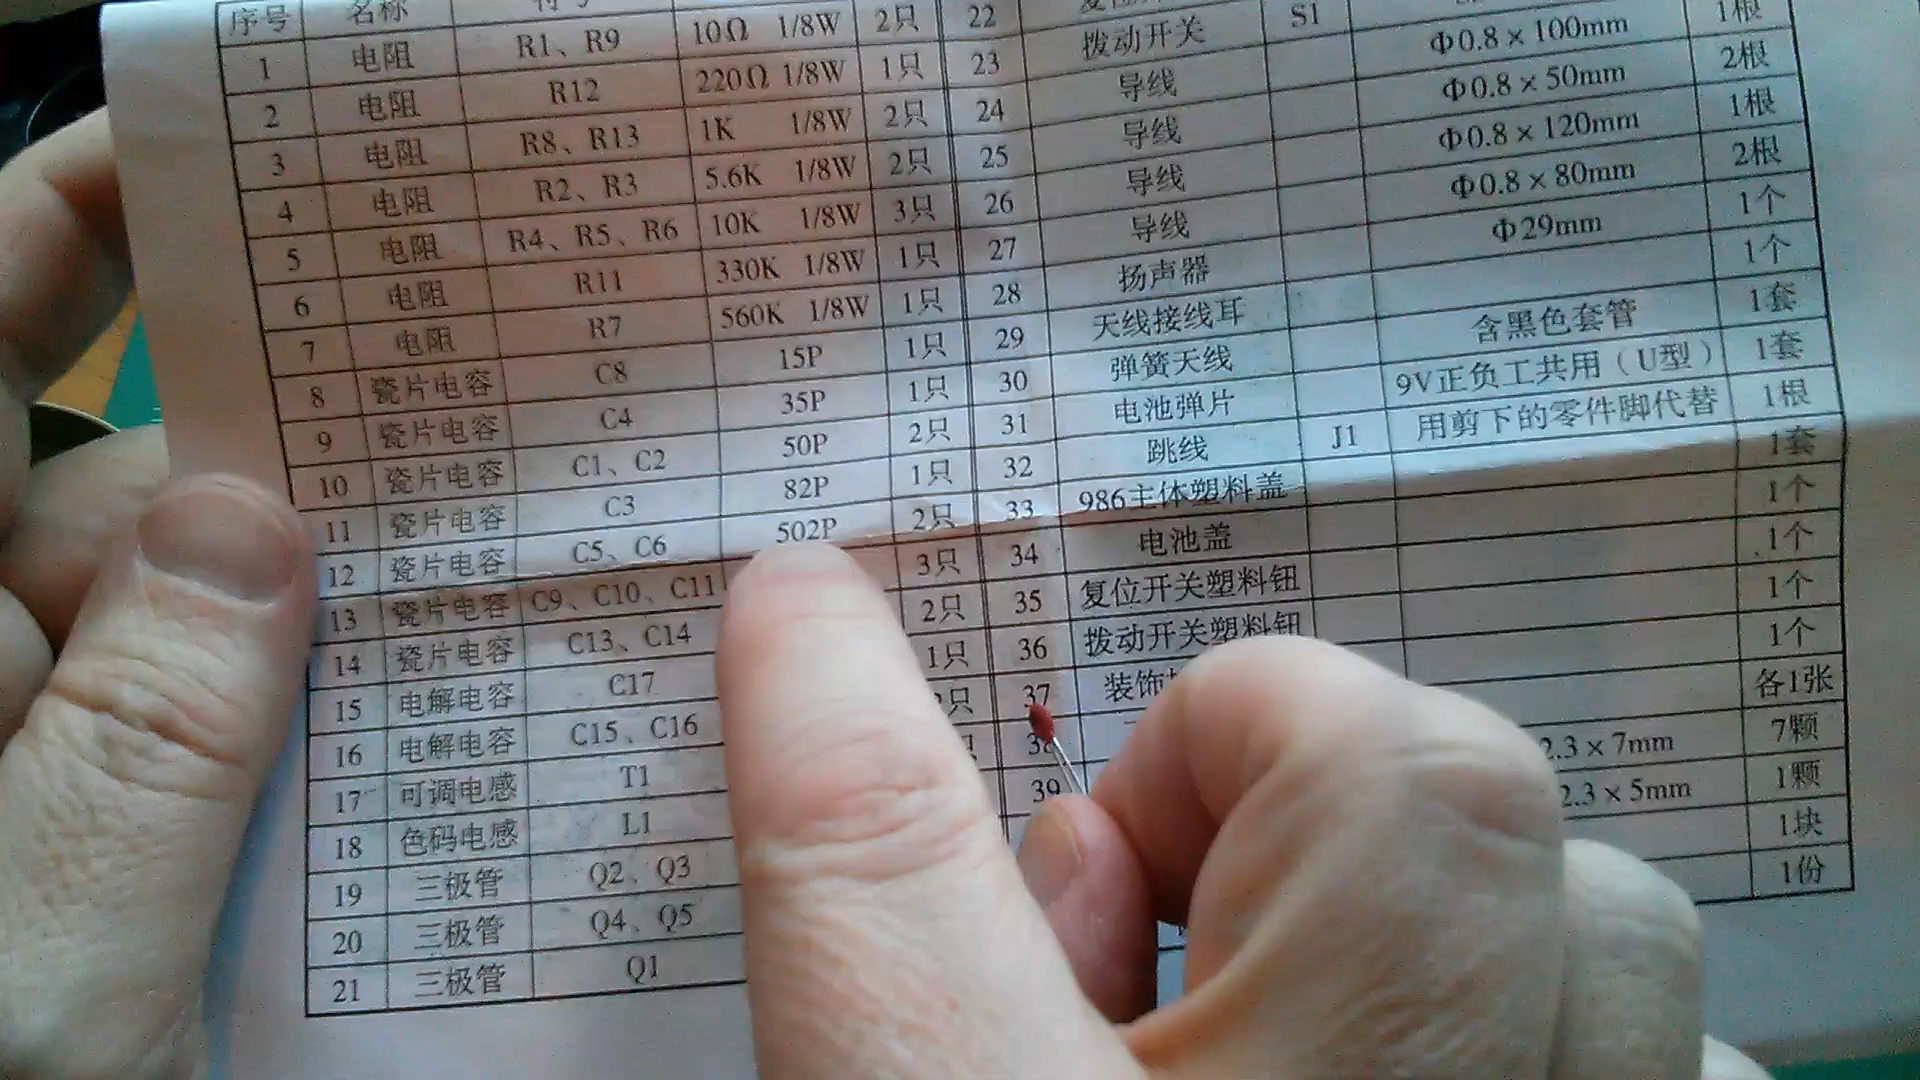 序号 名称
1 电阻 R1、R9 10Ω 1/8W 2只 22
2 电阻 R12 220Ω 1/8W 1只 23 拨动开关 S1
3 电阻 R8、R13 1K 1/8W 2只 24 导线 Φ0.8×100mm 1根
4 电阻 R2、R3 5.6K 1/8W 2只 25 导线 Φ0.8×50mm 2根
5 电阻 R4、R5、R6 10K 1/8W 3只 26 导线 Φ0.8×120mm 1根
6 电阻 R11 330K 1/8W 1只 27 导线 Φ0.8×80mm 2根
7 电阻 R7 560K 1/8W 1只 28 扬声器 Φ29mm 1个
8 瓷片电容 C8 15P 1只 29 天线接线耳 1个
9 瓷片电容 C4 35P 1只 30 弹簧天线 含黑色套管 1套
10 瓷片电容 C1、C2 50P 2只 31 电池弹片 9V正负工共用（U型） 1套
11 瓷片电容 C3 82P 1只 32 跳线 J1 用剪下的零件脚代替 1根
12 瓷片电容 C5、C6 502P 2只 33 986主体塑料盖 1套
13 瓷片电容 C9、C10、C11 3只 34 电池盖 1个
14 瓷片电容 C13、C14 2只 35 复位开关塑料钮 1个
15 电解电容 C17 1只 36 拨动开关塑料钮 1个
16 电解电容 C15、C16 只 37 装饰 1个
17 可调电感 T1 38 各1张
18 色码电感 L1 39 2.3×7mm 7颗
19 三极管 Q2、Q3 2.3×5mm 1颗
20 三极管 Q4、Q5 1块
21 三极管 Q1 1份